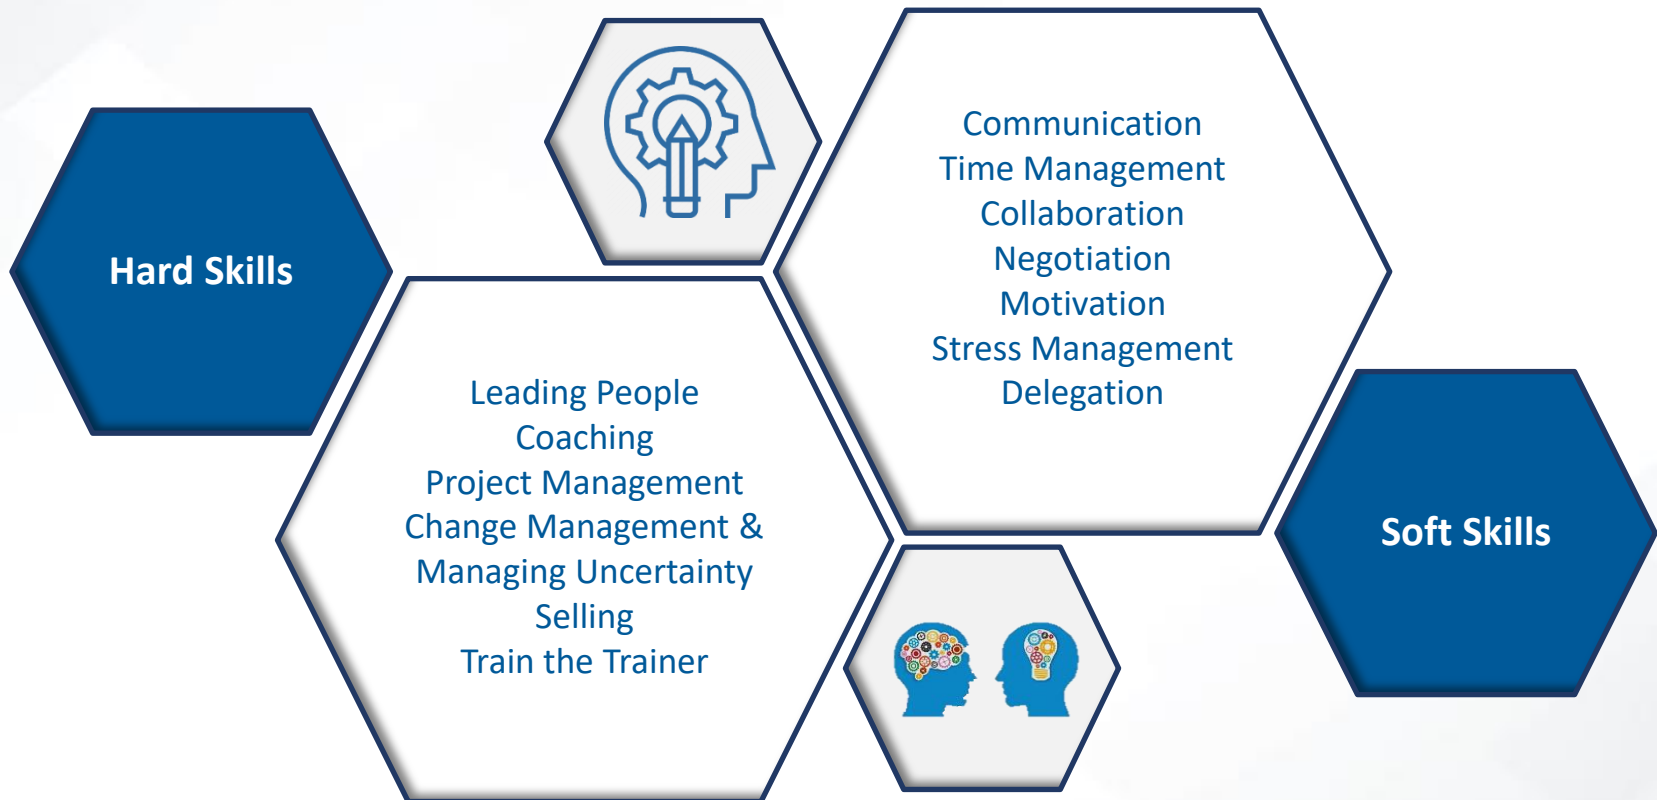 Hard Skills
Leading People
Coaching
Project Management
Change Management &
Managing Uncertainty
Selling
Train the Trainer
Communication
Time Management
Collaboration
Negotiation
Motivation
Stress Management
Delegation
Soft Skills